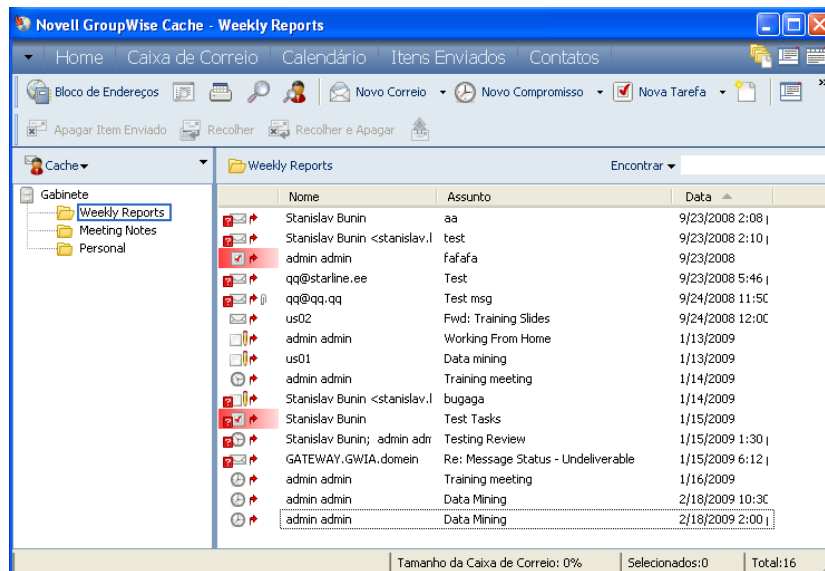 Novell GroupWise Cache - Weekly Reports
Home Caixa de Correio Calendário Itens Enviados Contatos
Bloco de Endereços Novo Correio Novo Compromisso Nova Tarefa
Apagar Item Enviado Recolher Recolher e Apagar
Cache Weekly Reports Encontrar
Gabinete
Weekly Reports
Meeting Notes
Personal
Nome Assunto Data
Stanislav Bunin aa 9/23/2008 2:08
Stanislav Bunin <stanislav.l test 9/23/2008 2:10
admin admin fafafa 9/23/2008
qq@starline.ee Test 9/23/2008 5:46
qq@qq.qq Test msg 9/24/2008 11:50
us02 Fwd: Training Slides 9/24/2008 12:00
admin admin Working From Home 1/13/2009
us01 Data mining 1/13/2009
admin admin Training meeting 1/14/2009
Stanislav Bunin <stanislav.l bugaga 1/14/2009
Stanislav Bunin Test Tasks 1/15/2009
Stanislav Bunin; admin adm Testing Review 1/15/2009 1:30
GATEWAY.GWIA.domein Re: Message Status - Undeliverable 1/15/2009 6:12
admin admin Training meeting 1/16/2009
admin admin Data Mining 2/18/2009 10:30
admin admin Data Mining 2/18/2009 2:00
Tamanho da Caixa de Correio: 0% Selecionados:0 Total:16